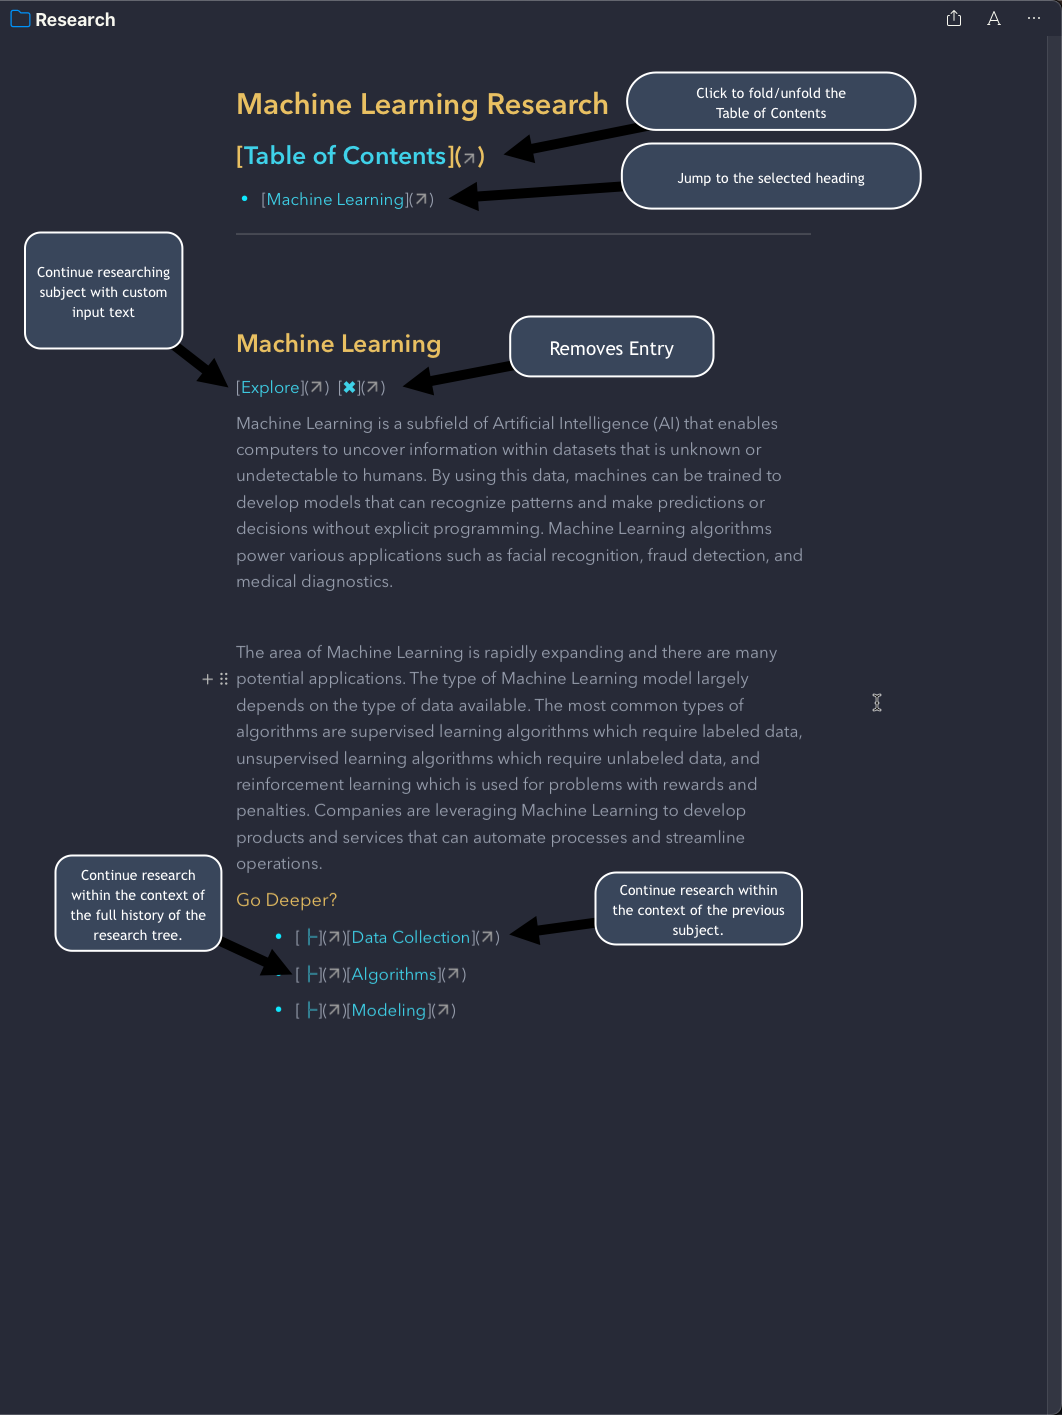 Research
Machine Learning Research
Click to fold/unfold the
Table of Contents
[Table of Contents](↗)
Jump to the selected heading
• [Machine Learning](↗)
Continue researching
subject with custom
input text
Machine Learning
Removes Entry
[Explore](↗) [✖](↗)
Machine Learning is a subfield of Artificial Intelligence (AI) that enables
computers to uncover information within datasets that is unknown or
undetectable to humans. By using this data, machines can be trained to
develop models that can recognize patterns and make predictions or
decisions without explicit programming. Machine Learning algorithms
power various applications such as facial recognition, fraud detection, and
medical diagnostics.
The area of Machine Learning is rapidly expanding and there are many
potential applications. The type of Machine Learning model largely
depends on the type of data available. The most common types of
algorithms are supervised learning algorithms which require labeled data,
unsupervised learning algorithms which require unlabeled data, and
reinforcement learning which is used for problems with rewards and
penalties. Companies are leveraging Machine Learning to develop
products and services that can automate processes and streamline
operations.
Continue research
within the context of
the full history of the
research tree.
Go Deeper?
Continue research within
the context of the previous
subject.
• [ ├](↗)[Data Collection](↗)
[ ├](↗)[Algorithms](↗)
• [ ├](↗)[Modeling](↗)